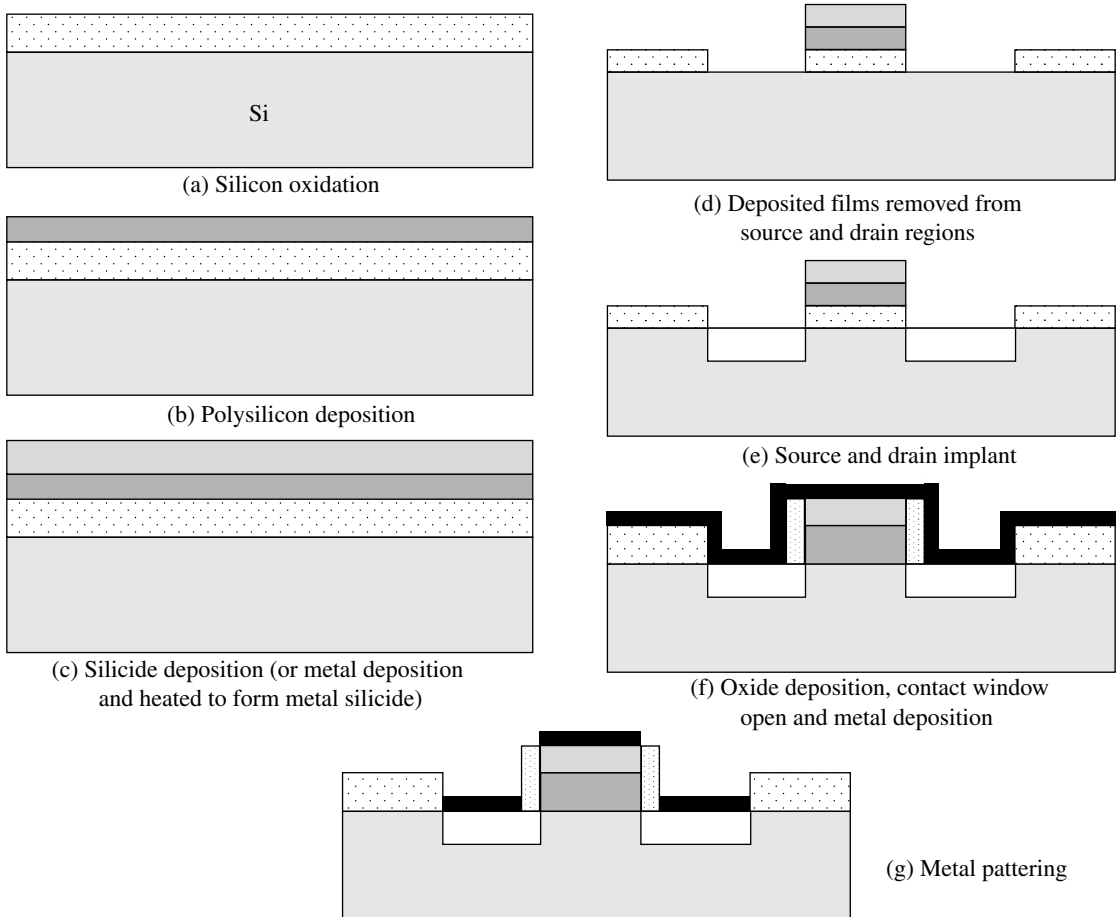 Si
(a) Silicon oxidation
(b) Polysilicon deposition
(c) Silicide deposition (or metal deposition
and heated to form metal silicide)
(d) Deposited films removed from
source and drain regions
(e) Source and drain implant
(f) Oxide deposition, contact window
open and metal deposition
(g) Metal pattering